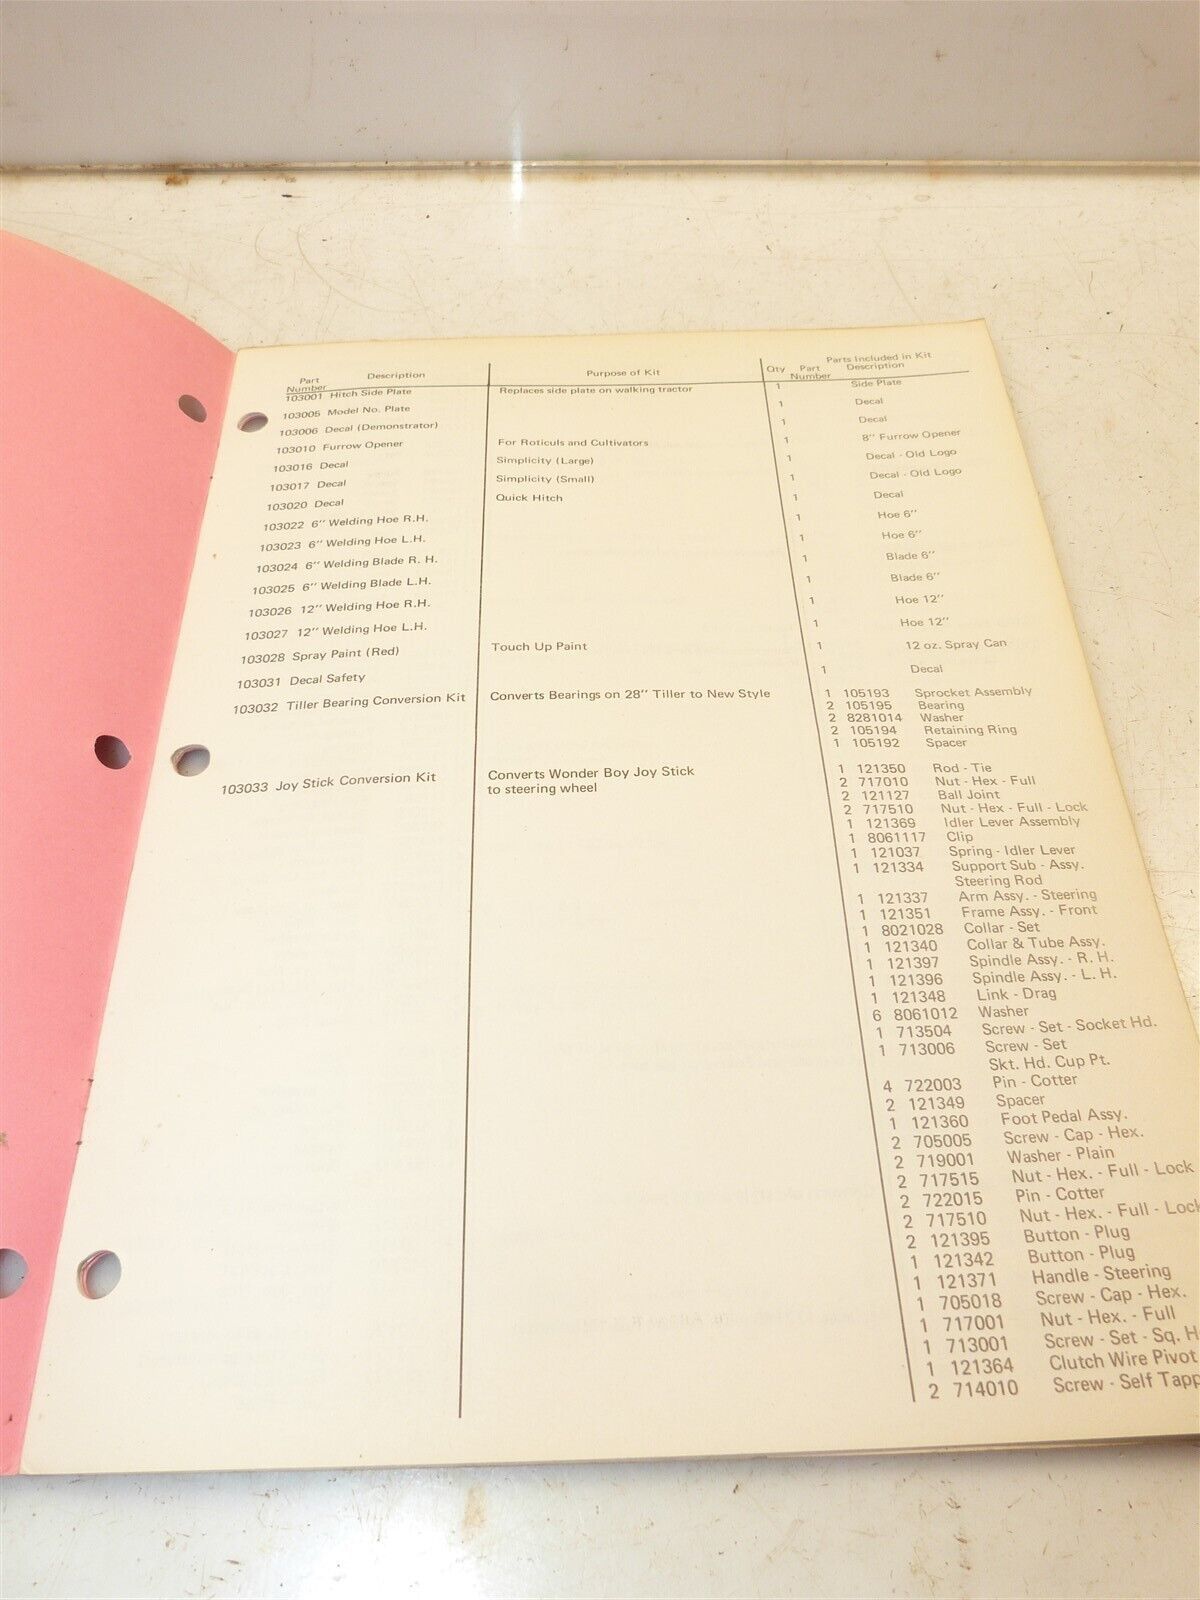 Part Number Description Purpose of Kit Qty Part Number Parts Included in Kit Description
103001 Hitch Side Plate Replaces side plate on walking tractor 1 Side Plate
103005 Model No. Plate 1 Decal
103006 Decal (Demonstrator) 1 Decal
103010 Furrow Opener For Roticuls and Cultivators 1 8" Furrow Opener
103016 Decal Simplicity (Large) 1 Decal - Old Logo
103017 Decal Simplicity (Small) 1 Decal - Old Logo
103020 Decal Quick Hitch 1 Decal
103022 6" Welding Hoe R.H. 1 Hoe 6"
103023 6" Welding Hoe L.H. 1 Hoe 6"
103024 6" Welding Blade R. H. 1 Blade 6"
103025 6" Welding Blade L.H. 1 Blade 6"
103026 12" Welding Hoe R.H. 1 Hoe 12"
103027 12" Welding Hoe L.H. 1 Hoe 12"
103028 Spray Paint (Red) Touch Up Paint 1 12 oz. Spray Can
103031 Decal Safety 1 Decal
103032 Tiller Bearing Conversion Kit Converts Bearings on 28" Tiller to New Style 1 105193 Sprocket Assembly
2 105195 Bearing
2 8281014 Washer
2 105194 Retaining Ring
1 105192 Spacer
103033 Joy Stick Conversion Kit Converts Wonder Boy Joy Stick 1 121350 Rod - Tie
to steering wheel 2 717010 Nut - Hex - Full
2 121127 Ball Joint
2 717510 Nut - Hex - Full - Lock
1 121369 Idler Lever Assembly
1 8061117 Clip
1 121037 Spring - Idler Lever
1 121334 Support Sub - Assy.
Steering Rod
1 121337 Arm Assy. - Steering
1 121351 Frame Assy. - Front
1 8021028 Collar - Set
1 121340 Collar & Tube Assy.
1 121397 Spindle Assy. - R. H.
1 121396 Spindle Assy. - L. H.
1 121348 Link - Drag
6 8061012 Washer
1 713504 Screw - Set - Socket Hd.
1 713006 Screw - Set
Skt. Hd. Cup Pt.
4 722003 Pin - Cotter
2 121349 Spacer
1 121360 Foot Pedal Assy.
2 705005 Screw - Cap - Hex.
2 719001 Washer - Plain
2 717515 Nut - Hex. - Full - Lock
2 722015 Pin - Cotter
2 717510 Nut - Hex. - Full - Lock
2 121395 Button - Plug
1 121342 Button - Plug
1 121371 Handle - Steering
1 705018 Screw - Cap - Hex.
1 717001 Nut - Hex. - Full
1 713001 Screw - Set - Sq. H
1 121364 Clutch Wire Pivot
2 714010 Screw - Self Tapp